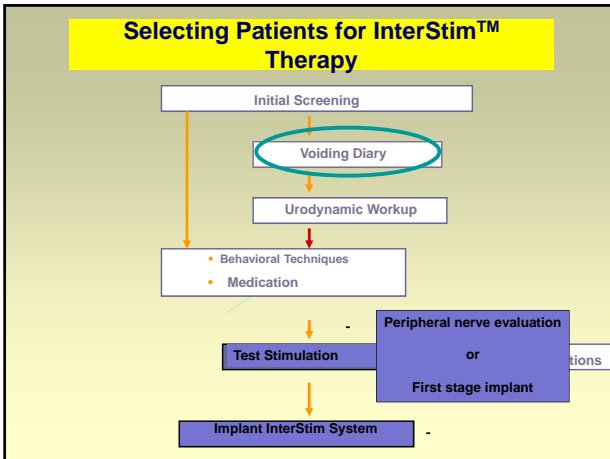 Selecting Patients for InterStim™
Therapy
Initial Screening
Voiding Diary
Urodynamic Workup
▪ Behavioral Techniques
• Medication
-
Peripheral nerve evaluation
or
First stage implant
Test Stimulation
tions
Implant InterStim System
-